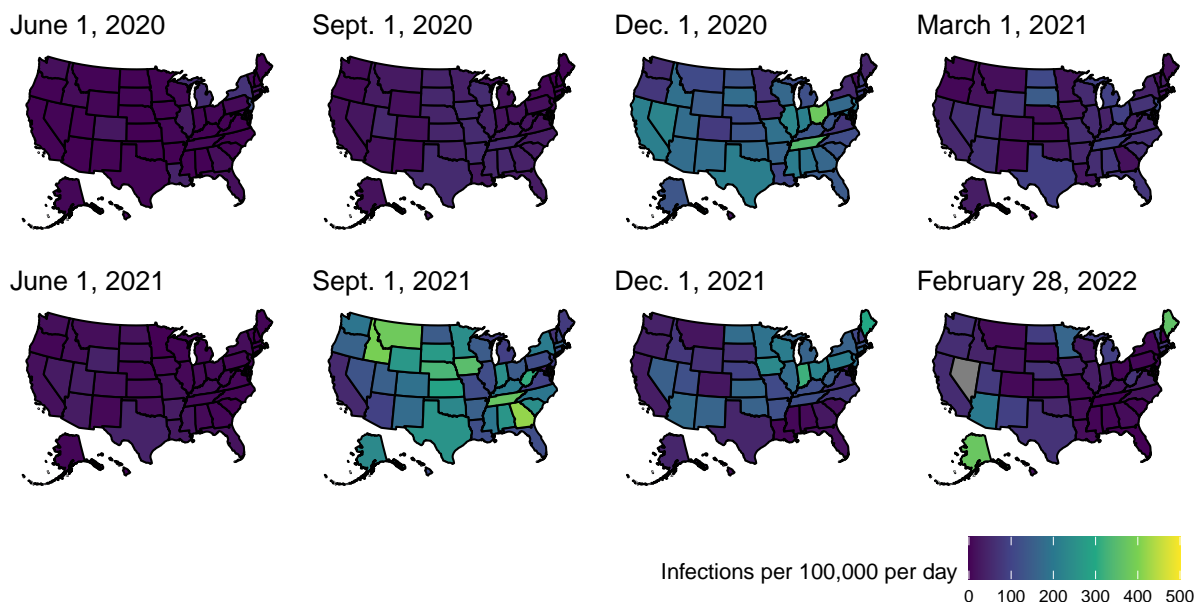 June 1, 2020
Sept. 1, 2020
Dec. 1, 2020
March 1, 2021
June 1, 2021
Sept. 1, 2021
Dec. 1, 2021
February 28, 2022
Infections per 100,000 per day
0 100 200 300 400 500